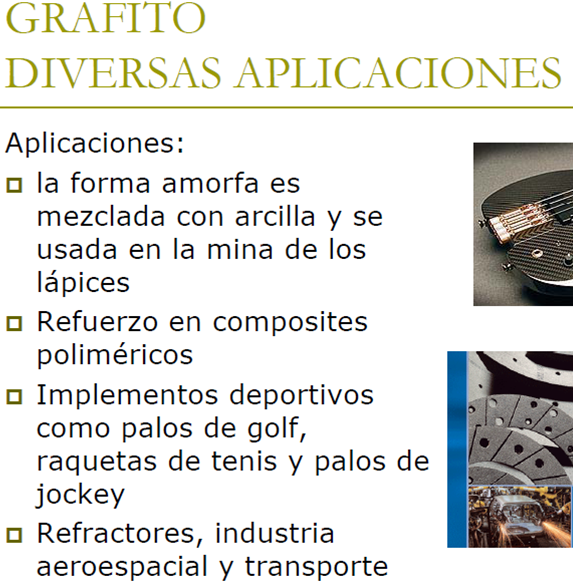 GRAFITO
DIVERSAS APLICACIONES
Aplicaciones:
la forma amorfa es
mezclada con arcilla y se
usada en la mina de los
lápices
Refuerzo en composites
poliméricos
Implementos deportivos
como palos de golf,
raquetas de tenis y palos de
jockey
Refractores, industria
aeroespacial y transporte